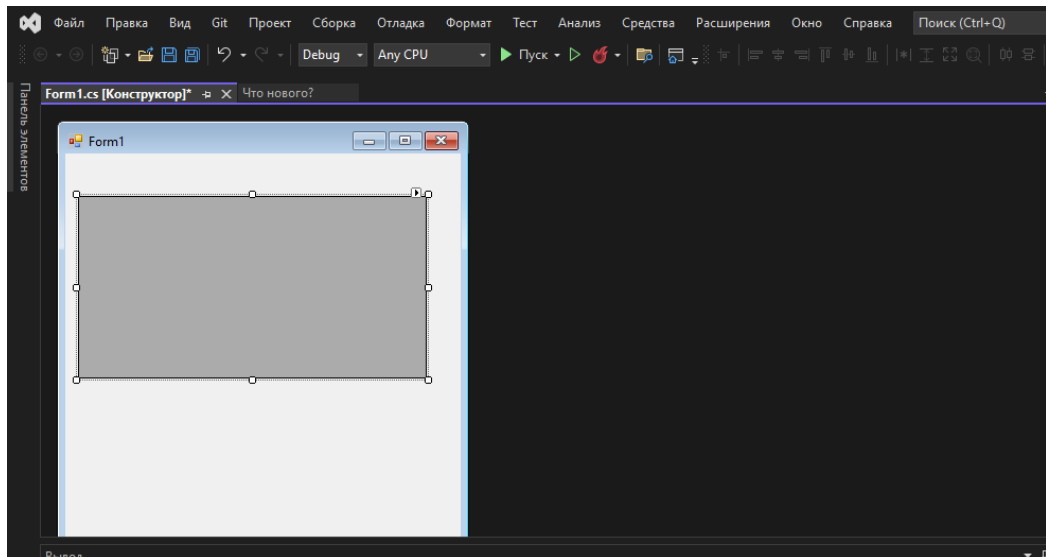 Файл Правка Вид Git Проект Сборка Отладка Формат Тест Анализ Средства Расширения Окно Справка Поиск (Ctrl+Q)
Debug Any CPU Пуск
Панель элементов
Form1.cs [Конструктор]* Что нового?
Form1
Вывод